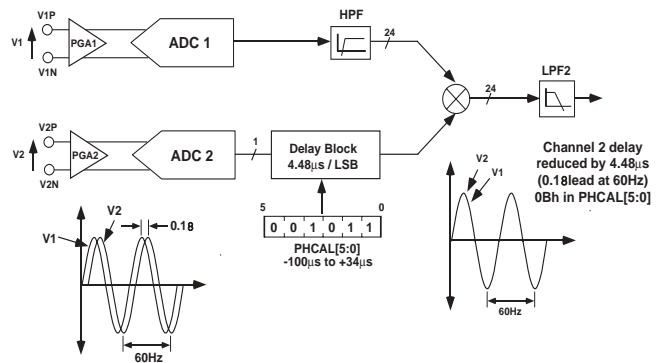 V1P
V1
V1N
PGA1
ADC 1
HPF
24
24
LPF2
V2P
V2
V2N
PGA2
ADC 2
1
Delay Block
4.48µs / LSB
5 0
0 0 1 0 1 1
PHCAL[5:0]
-100µs to +34µs
Channel 2 delay
reduced by 4.48µs
(0.18lead at 60Hz)
0Bh in PHCAL[5:0]
V2
V1
60Hz
V1
V2
0.18
60Hz